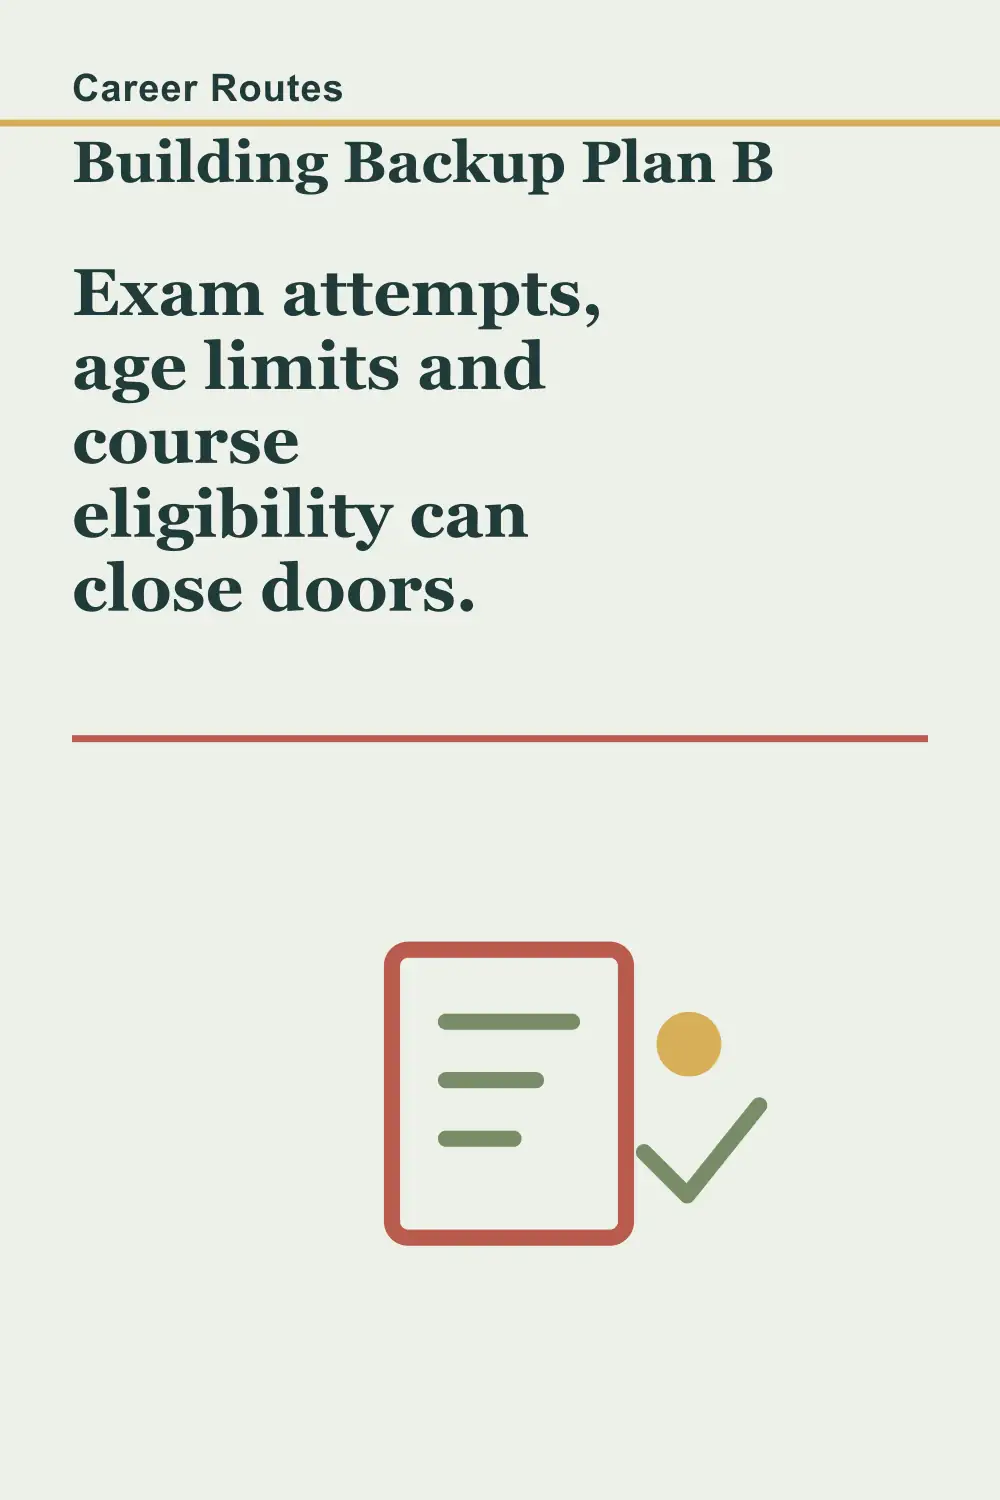 Career Routes
Building Backup Plan B
Exam attempts,
age limits and
course
eligibility can
close doors.